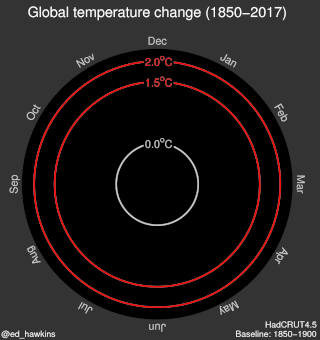 Global temperature change (1850–2017)
Dec
Nov
Jan
2.0°C
1.5°C
Oct
Feb
0.0°C
Sep
Mar
Aug
Apr
Jul
May
Jun
HadCRUT4.5
@ed_hawkins
Baseline: 1850–1900